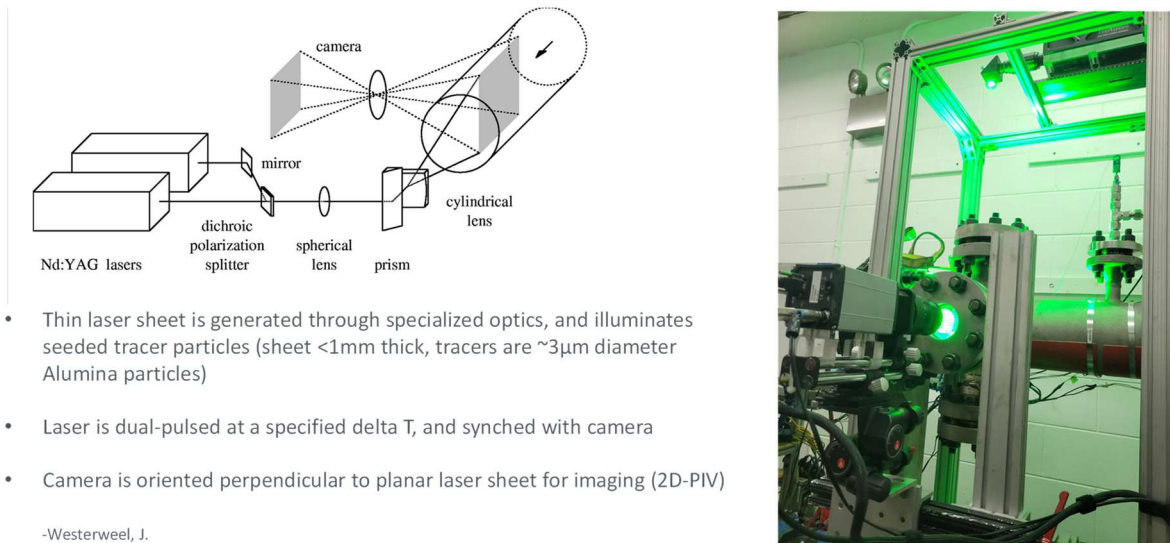 camera
mirror
cylindrical
lens
dichroic
polarization
splitter
spherical
lens
prism
Nd:YAG lasers
• Thin laser sheet is generated through specialized optics, and illuminates
seeded tracer particles (sheet <1mm thick, tracers are ~3μm diameter
Alumina particles)
• Laser is dual-pulsed at a specified delta T, and synched with camera
• Camera is oriented perpendicular to planar laser sheet for imaging (2D-PIV)
-Westerweel, J.